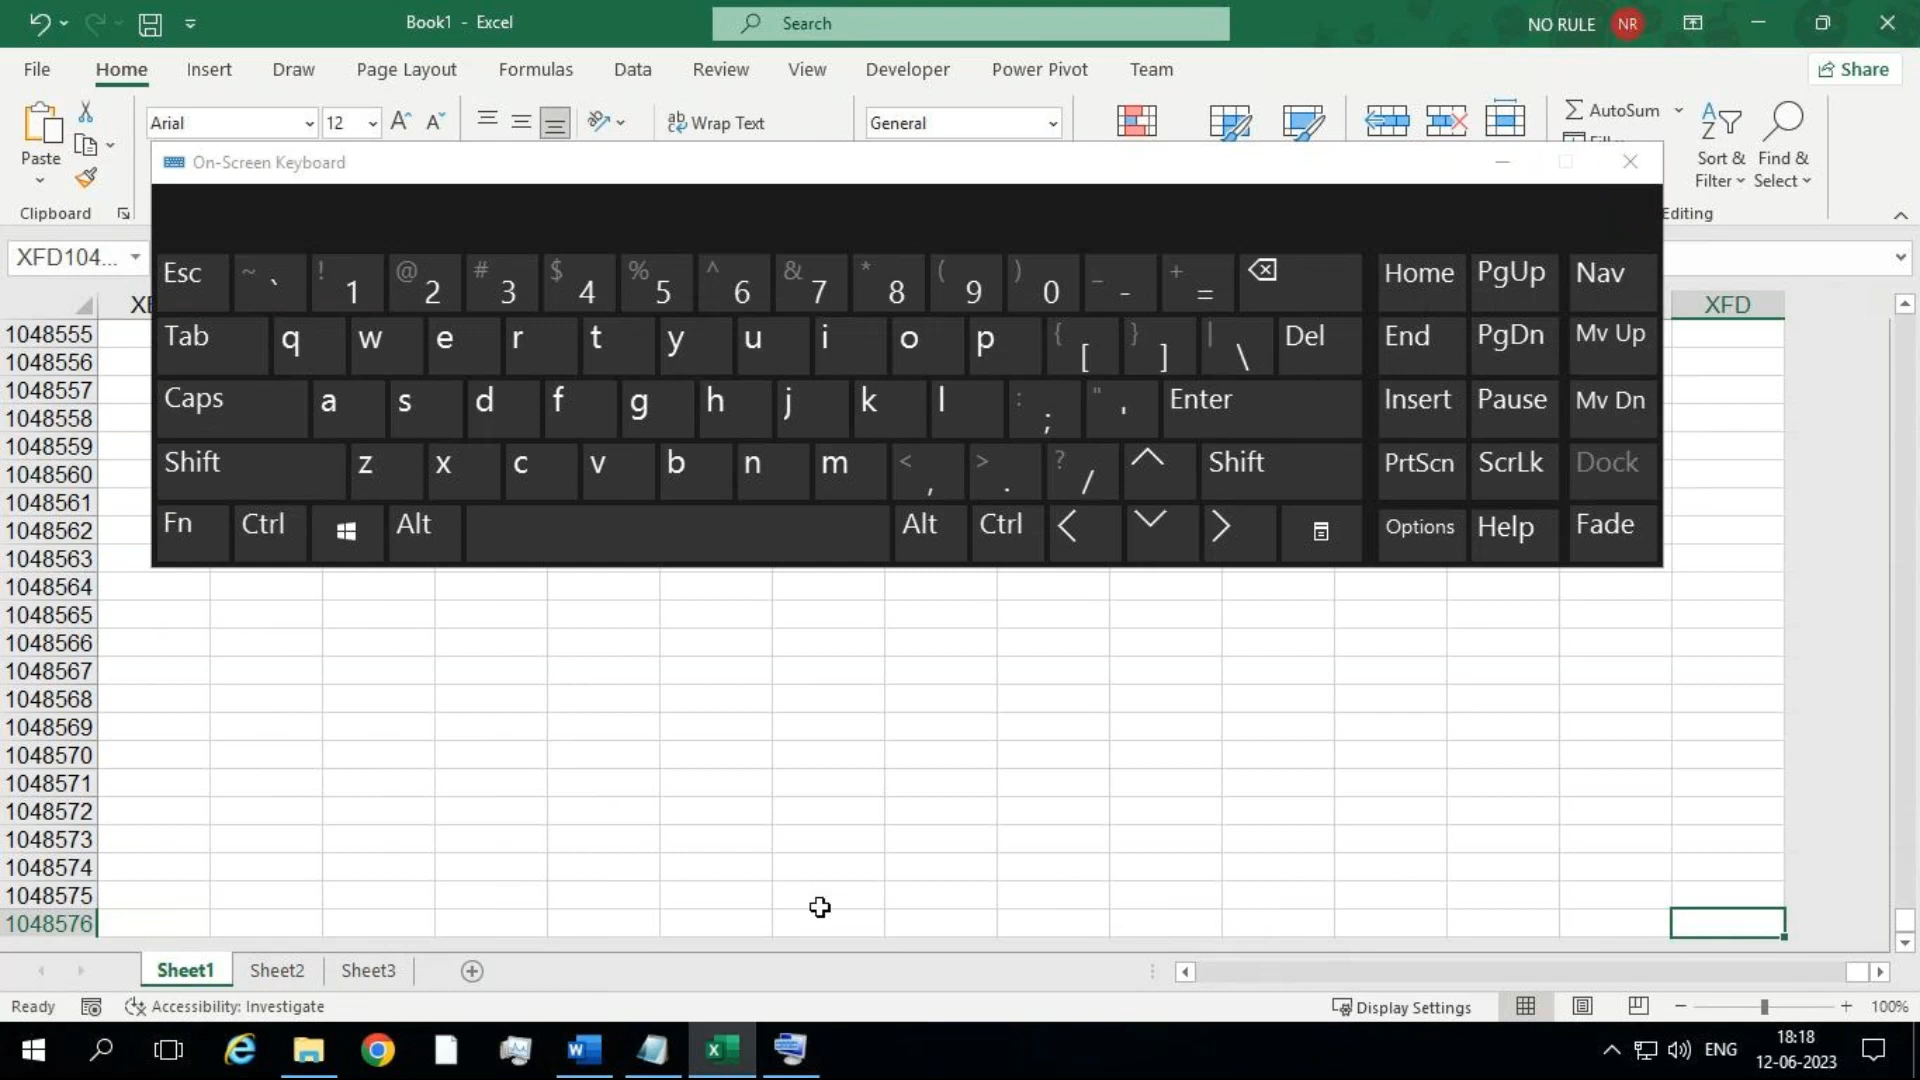 Book1 - Excel
Search
NO RULE NR
File Home Insert Draw Page Layout Formulas Data Review View Developer Power Pivot Team Share
Arial 12 ab Wrap Text General AutoSum
Paste Sort & Find &
Filter Select
Clipboard Editing
On-Screen Keyboard
XFD104...
Esc ~ ` ! 1 @ 2 # 3 $ 4 % 5 ^ 6 & 7 * 8 ( 9 ) 0 _ - + = Home PgUp Nav
Tab q w e r t y u i o p { [ } ] | \ Del End PgDn Mv Up
Caps a s d f g h j k l : ; " ' Enter Insert Pause Mv Dn
Shift z x c v b n m < , > . ? / Shift PrtScn ScrLk Dock
Fn Ctrl Alt Alt Ctrl Options Help Fade
XFD
1048555
1048556
1048557
1048558
1048559
1048560
1048561
1048562
1048563
1048564
1048565
1048566
1048567
1048568
1048569
1048570
1048571
1048572
1048573
1048574
1048575
1048576
Sheet1 Sheet2 Sheet3
Ready Accessibility: Investigate Display Settings 100%
ENG 18:18
12-06-2023